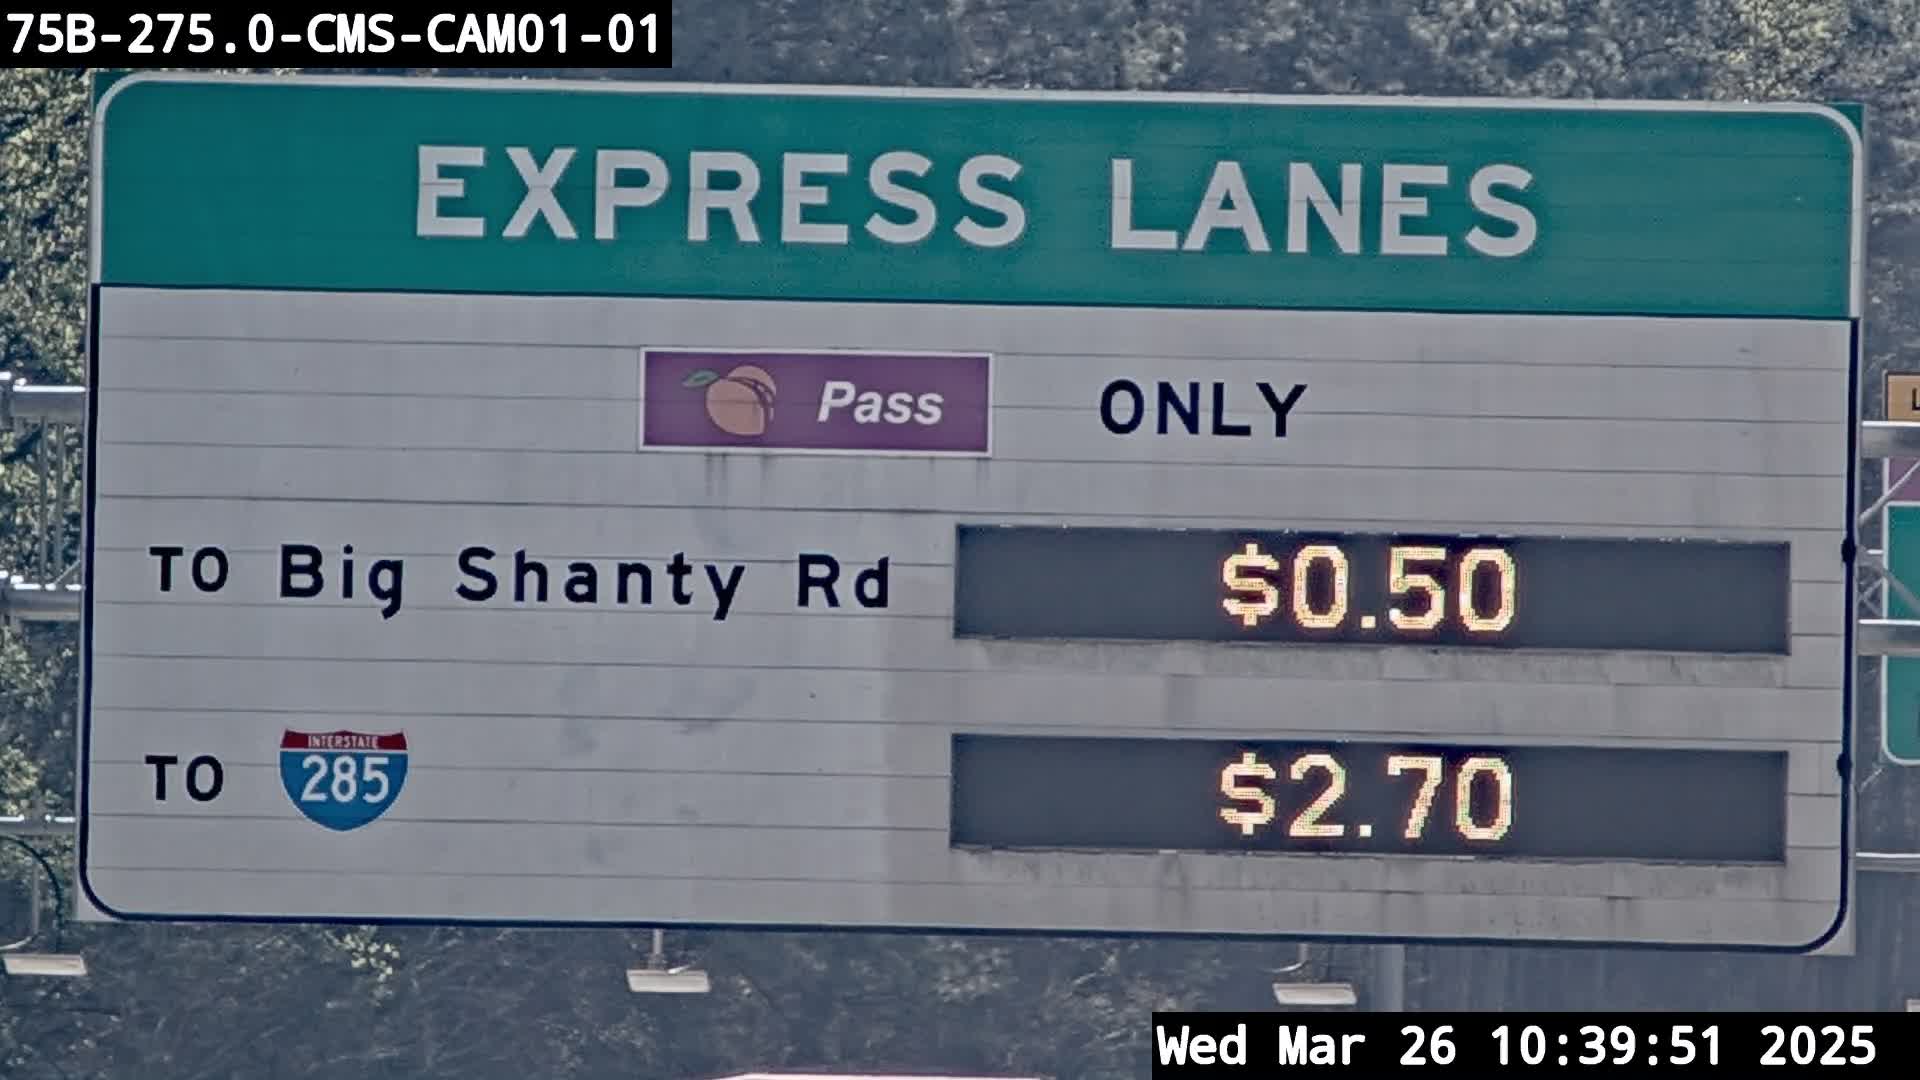 75B-275.0-CMS-CAM01-01
EXPRESS LANES
Pass ONLY
TO Big Shanty Rd $0.50
TO INTERSTATE 285 $2.70
Wed Mar 26 10:39:51 2025